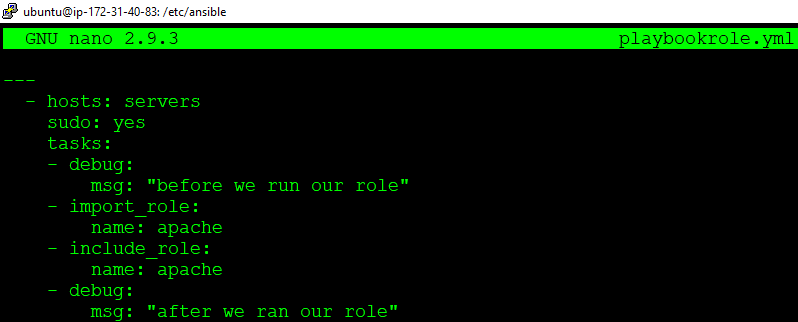 ubuntu@ip-172-31-40-83: /etc/ansible
GNU nano 2.9.3 playbookrole.yml
---
  - hosts: servers
    sudo: yes
    tasks:
    - debug:
        msg: "before we run our role"
    - import_role:
        name: apache
    - include_role:
        name: apache
    - debug:
        msg: "after we ran our role"